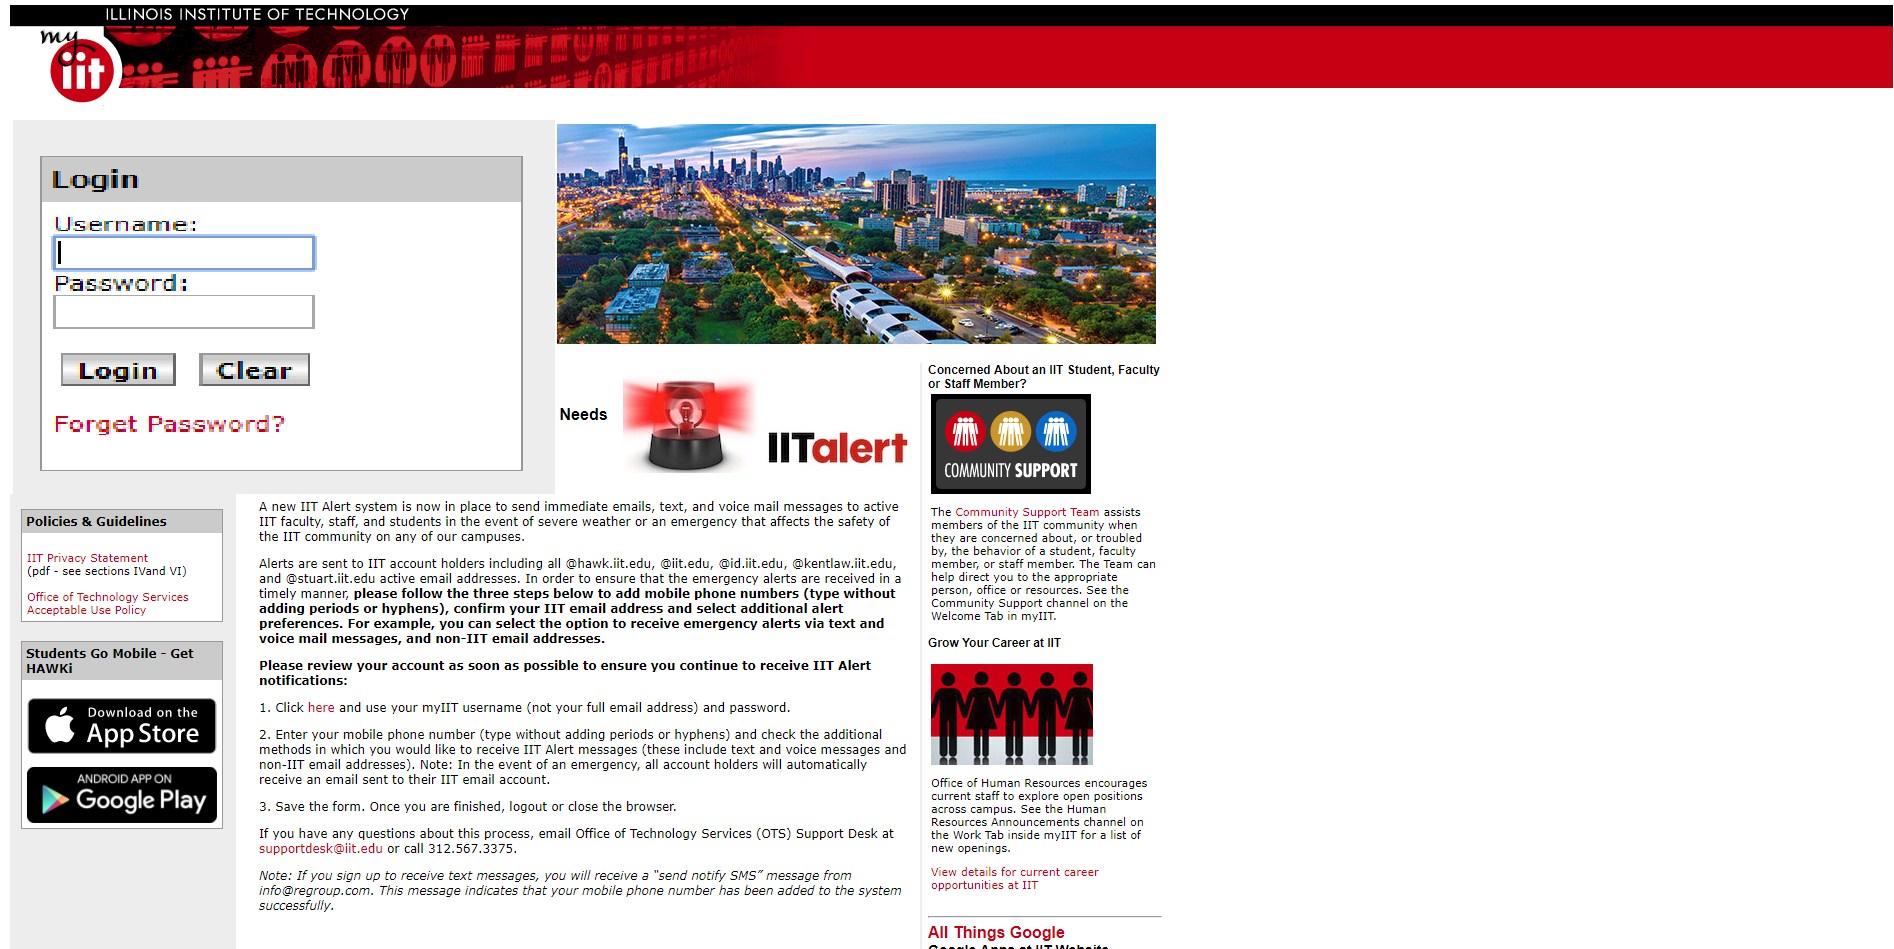 ILLINOIS INSTITUTE OF TECHNOLOGY
my
iit
Login
Username:
Password:
Login Clear
Forget Password?
Needs
IITalert
Policies & Guidelines
IIT Privacy Statement
(pdf - see sections IVand VI)
Office of Technology Services
Acceptable Use Policy
Students Go Mobile - Get
HAWKi
Download on the
App Store
ANDROID APP ON
Google Play
A new IIT Alert system is now in place to send immediate emails, text, and voice mail messages to active
IIT faculty, staff, and students in the event of severe weather or an emergency that affects the safety of
the IIT community on any of our campuses.
Alerts are sent to IIT account holders including all @hawk.iit.edu, @iit.edu, @id.iit.edu, @kentlaw.iit.edu,
and @stuart.iit.edu active email addresses. In order to ensure that the emergency alerts are received in a
timely manner, please follow the three steps below to add mobile phone numbers (type without
adding periods or hyphens), confirm your IIT email address and select additional alert
preferences. For example, you can select the option to receive emergency alerts via text and
voice mail messages, and non-IIT email addresses.
Please review your account as soon as possible to ensure you continue to receive IIT Alert
notifications:
1. Click here and use your myIIT username (not your full email address) and password.
2. Enter your mobile phone number (type without adding periods or hyphens) and check the additional
methods in which you would like to receive IIT Alert messages (these include text and voice messages and
non-IIT email addresses). Note: In the event of an emergency, all account holders will automatically
receive an email sent to their IIT email account.
3. Save the form. Once you are finished, logout or close the browser.
If you have any questions about this process, email Office of Technology Services (OTS) Support Desk at
supportdesk@iit.edu or call 312.567.3375.
Note: If you sign up to receive text messages, you will receive a “send notify SMS” message from
info@regroup.com. This message indicates that your mobile phone number has been added to the system
successfully.
Concerned About an IIT Student, Faculty
or Staff Member?
COMMUNITY SUPPORT
The Community Support Team assists
members of the IIT community when
they are concerned about, or troubled
by, the behavior of a student, faculty
member, or staff member. The Team can
help direct you to the appropriate
person, office or resources. See the
Community Support channel on the
Welcome Tab in myIIT.
Grow Your Career at IIT
Office of Human Resources encourages
current staff to explore open positions
across campus. See the Human
Resources Announcements channel on
the Work Tab inside myIIT for a list of
new openings.
View details for current career
opportunities at IIT
All Things Google
Google Apps at IIT Website